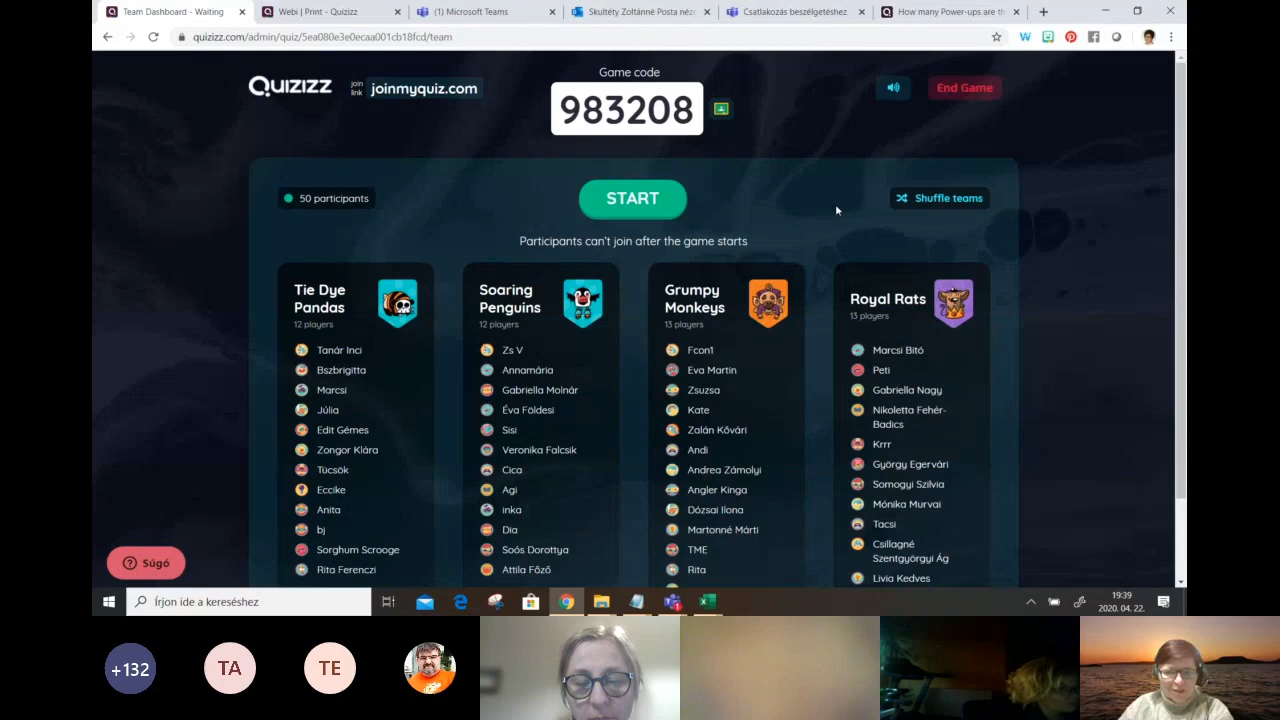 Team Dashboard - Waiting
Webi | Print - Quizizz
(1) Microsoft Teams
Skultéty Zoltánné Posta néz
Csatlakozás beszélgetéshez
How many Power-ups are th
quizizz.com/admin/quiz/5ea080e3e0ecaa001cb18fcd/team
Quizizz
join link
joinmyquiz.com
Game code
983208
End Game
50 participants
START
Shuffle teams
Participants can't join after the game starts
Tie Dye
Pandas
12 players
Tanár Inci
Bszbrigitta
Marcsi
Júlia
Edit Gémes
Zongor Klára
Tücsök
Eccike
Anita
bj
Sorghum Scrooge
Rita Ferenczi
Soaring
Penguins
12 players
Zs V
Annamária
Gabriella Molnár
Éva Földesi
Sisi
Veronika Falcsik
Cica
Agi
inka
Dia
Soós Dorottya
Attila Főző
Grumpy
Monkeys
13 players
Fcon1
Eva Martin
Zsuzsa
Kate
Zalán Kővári
Andi
Andrea Zámolyi
Angler Kinga
Dózsai Ilona
Martonné Márti
TME
Rita
Royal Rats
13 players
Marcsi Bitó
Peti
Gabriella Nagy
Nikoletta Fehér-
Badics
Krrr
György Egervári
Somogyi Szilvia
Mónika Murvai
Tacsi
Csillagné
Szentgyörgyi Ág
Livia Kedves
Súgó
Írjon ide a kereséshez
19:39
2020. 04. 22.
+132
TA
TE